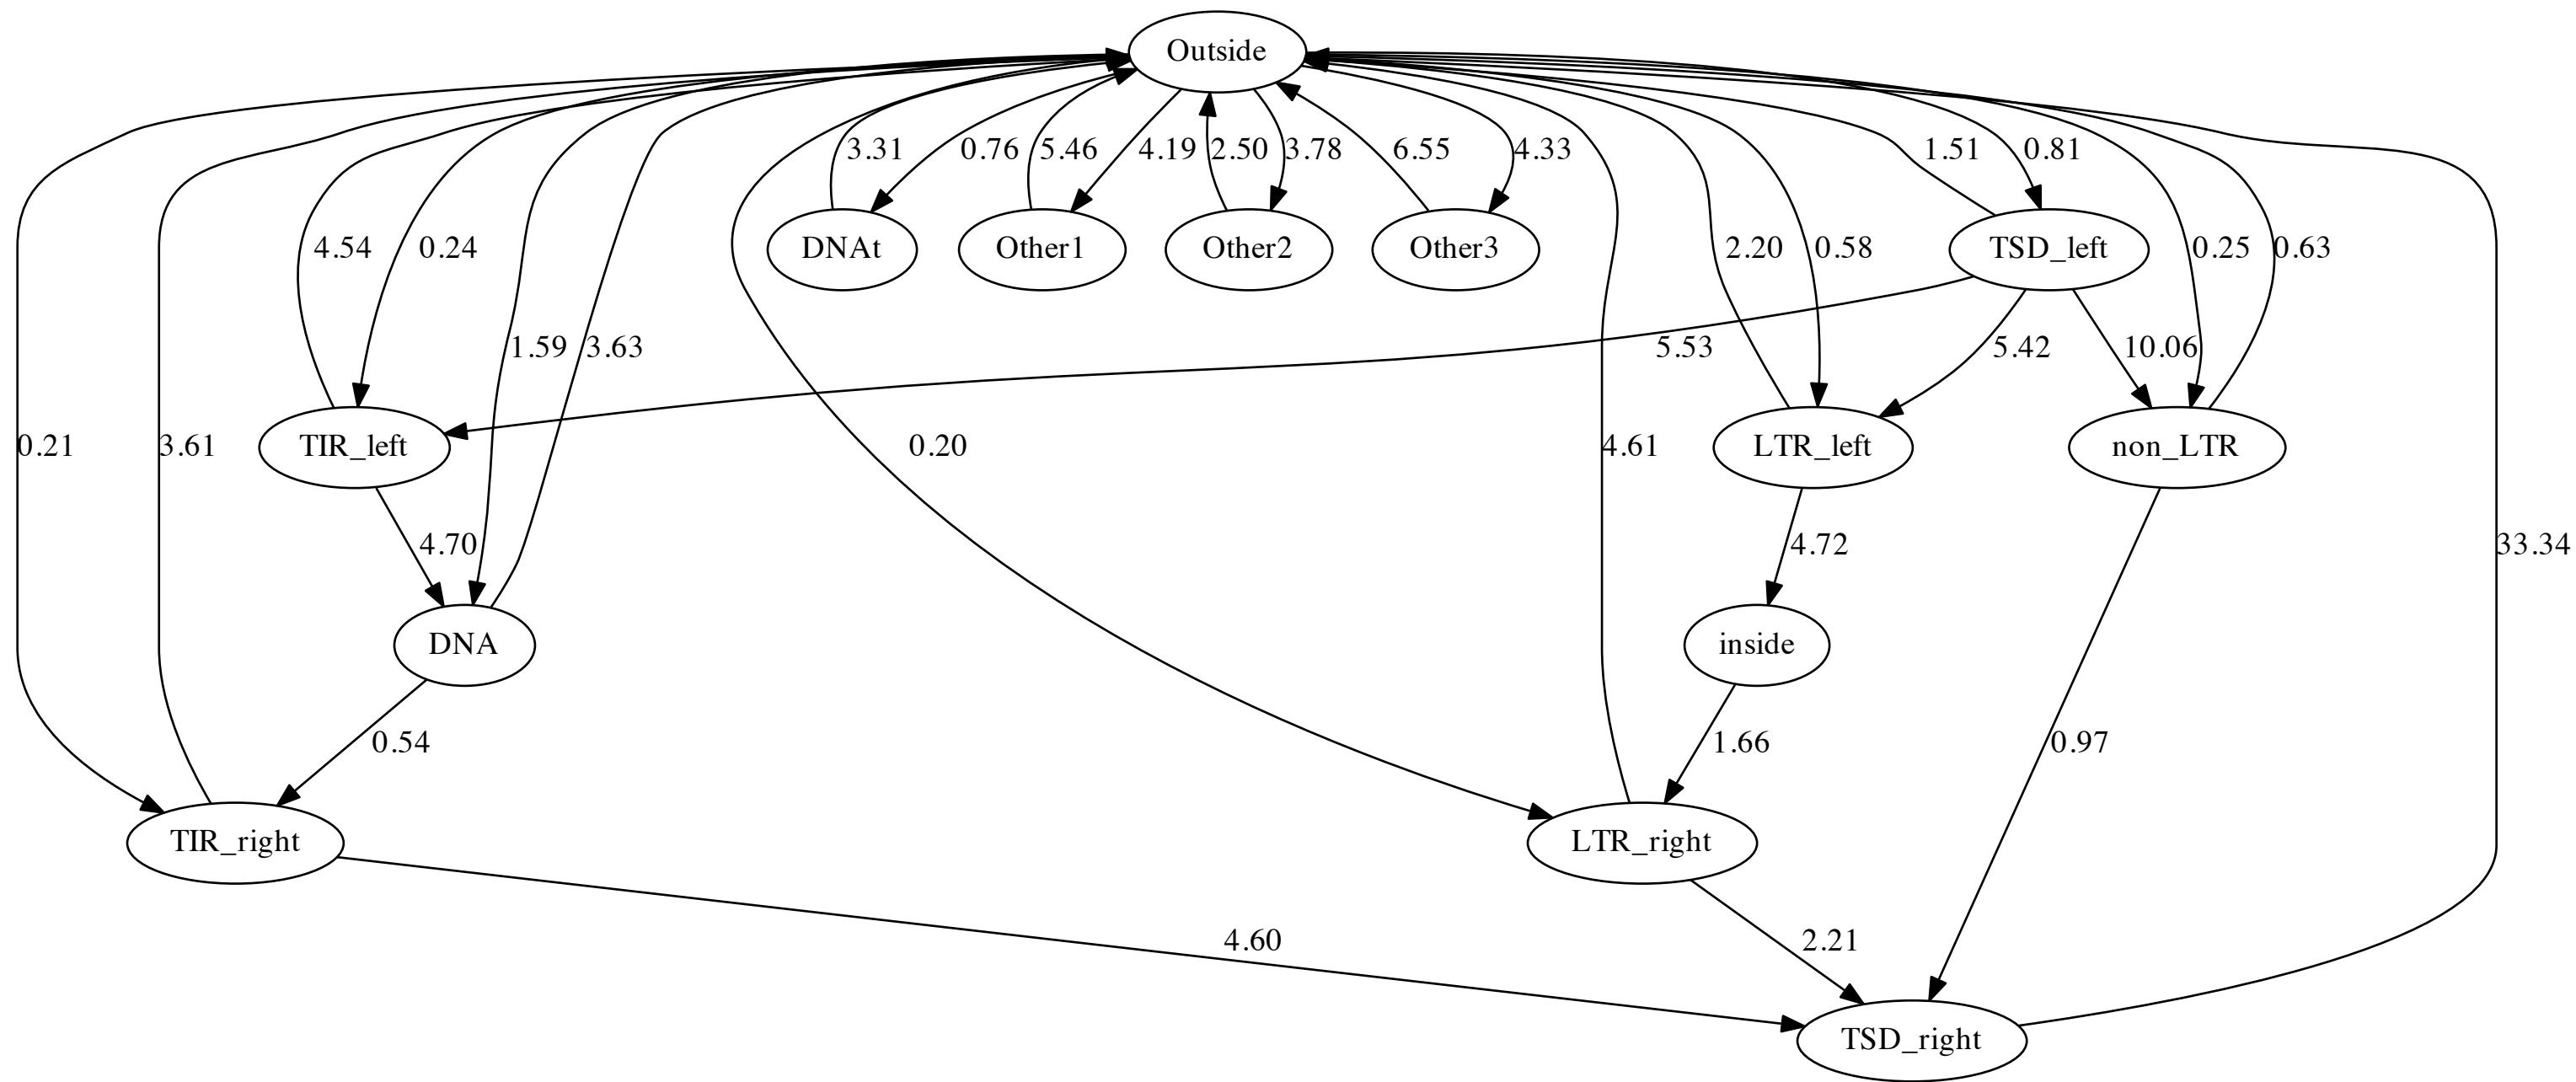 Outside
3.31
0.76
5.46
4.19
2.50
3.78
6.55
4.33
1.51
0.81
4.54
0.24
DNAt
Other1
Other2
Other3
2.20
0.58
TSD_left
0.25
0.63
1.59
3.63
5.53
5.42
10.06
0.21
3.61
TIR_left
0.20
4.61
LTR_left
non_LTR
4.70
4.72
33.34
DNA
inside
0.54
1.66
0.97
TIR_right
LTR_right
4.60
2.21
TSD_right